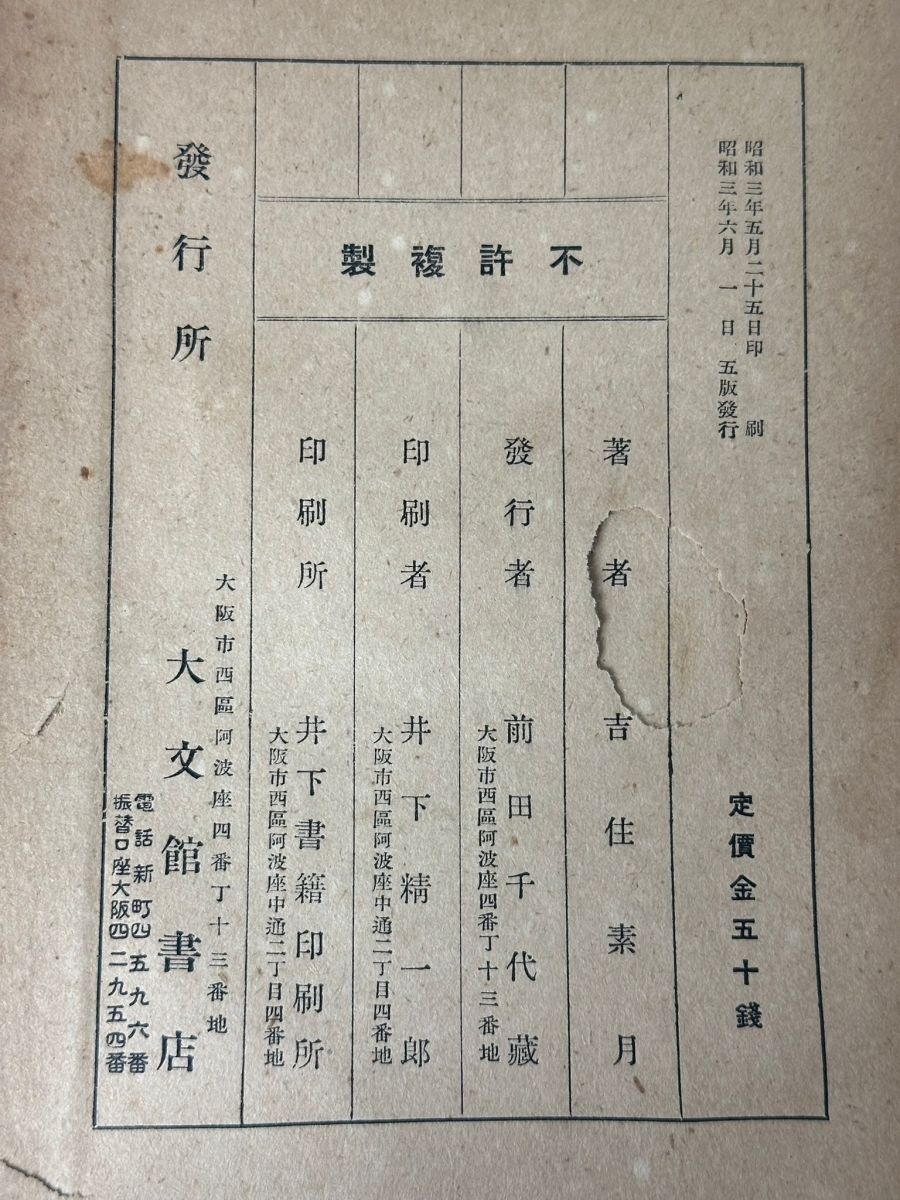 昭和三年五月二十五日印刷
昭和三年六月一日五版發行
定價金五十錢
不許複製
著者 吉住素月
發行者 前田千代藏
大阪市西區阿波座四番丁十三番地
印刷者 井下精一郎
大阪市西區阿波座中通二丁目四番地
印刷所 井下書籍印刷所
大阪市西區阿波座中通二丁目四番地
發行所
大阪市西區阿波座四番丁十三番地
大文館書店
電話新町四五九六番
振替口座大阪四二九五四番